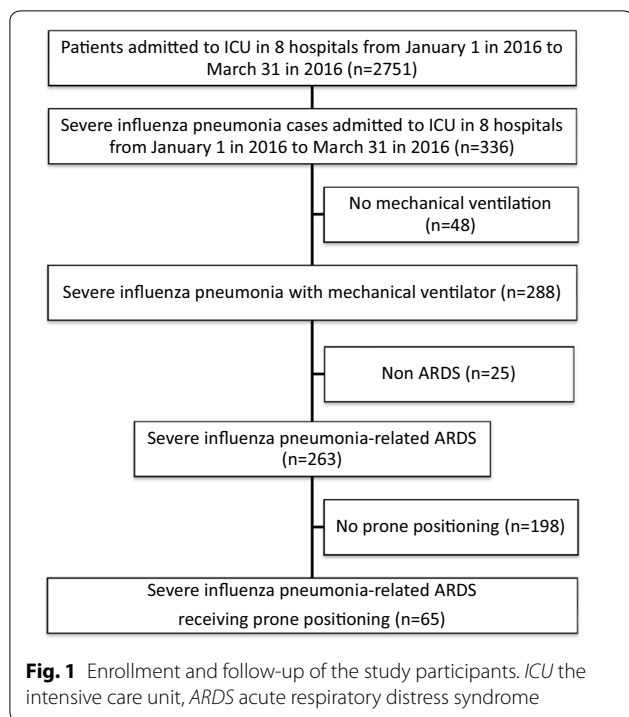 Patients admitted to ICU in 8 hospitals from January 1 in 2016 to
March 31 in 2016 (n=2751)
Severe influenza pneumonia cases admitted to ICU in 8 hospitals
from January 1 in 2016 to March 31 in 2016 (n=336)
No mechanical ventilation
(n=48)
Severe influenza pneumonia with mechanical ventilator (n=288)
Non ARDS (n=25)
Severe influenza pneumonia-related ARDS
(n=263)
No prone positioning (n=198)
Severe influenza pneumonia-related ARDS
receiving prone positioning (n=65)
Fig. 1 Enrollment and follow-up of the study participants. ICU the
intensive care unit, ARDS acute respiratory distress syndrome